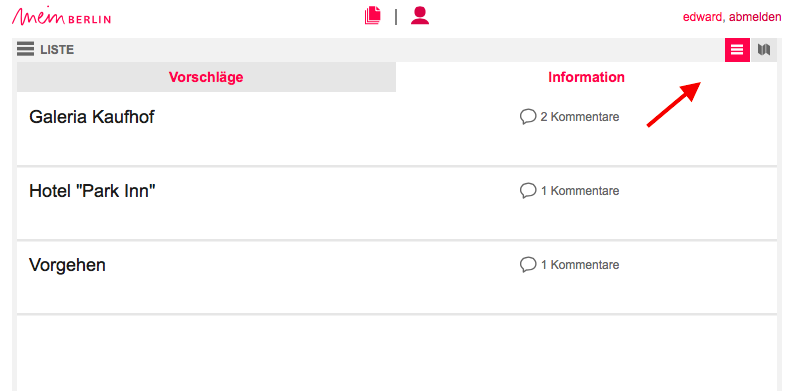 mein BERLIN
edward, abmelden
LISTE
Vorschläge
Information
Galeria Kaufhof
2 Kommentare
Hotel "Park Inn"
1 Kommentare
Vorgehen
1 Kommentare